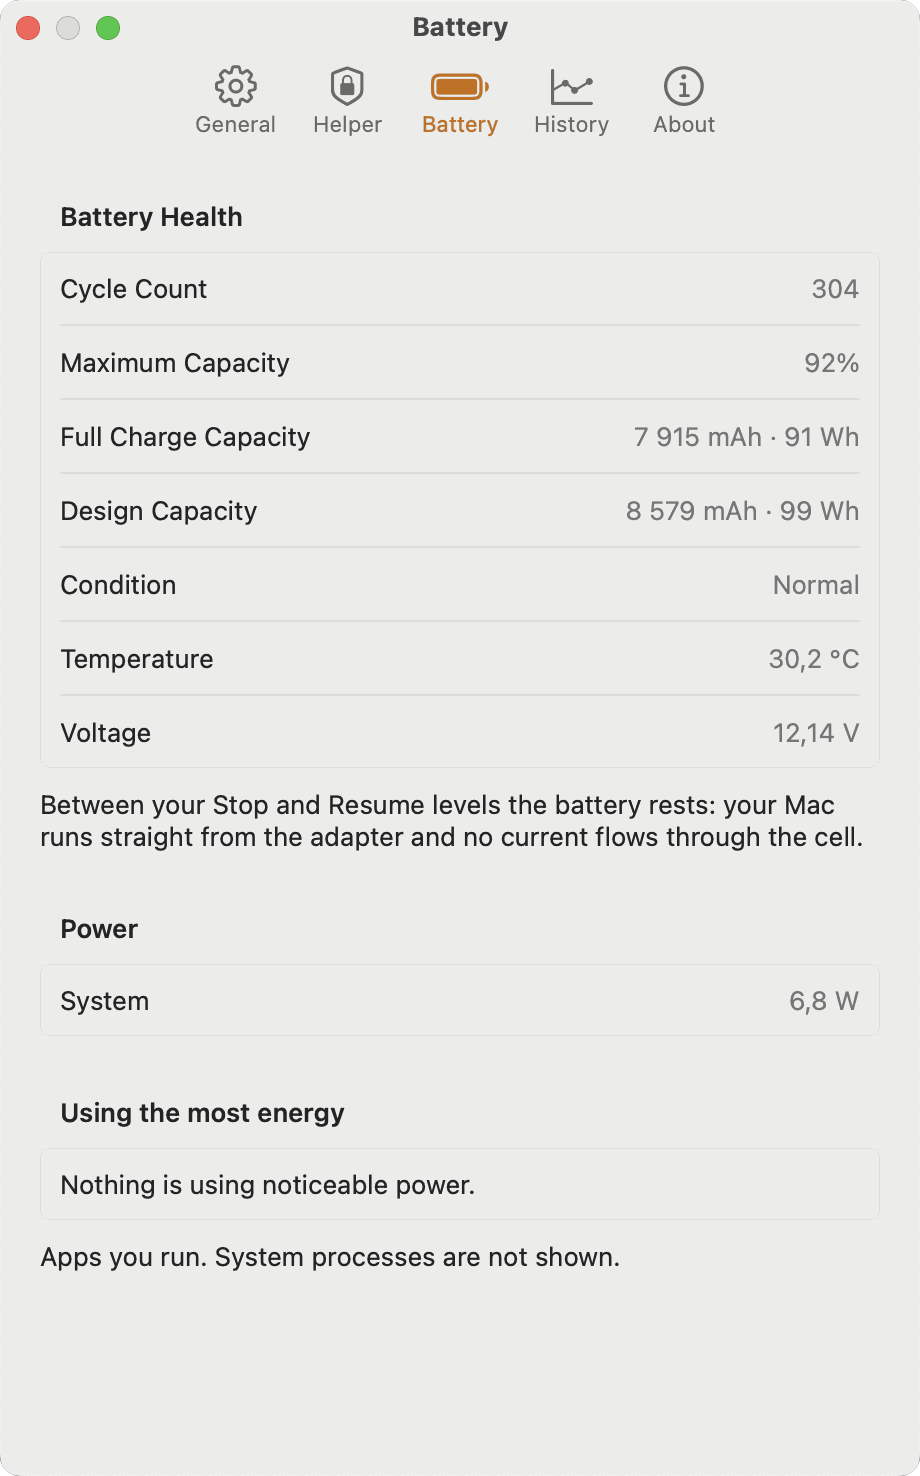 Battery
General
Helper
Battery
History
About
Battery Health
Cycle Count 304
Maximum Capacity 92%
Full Charge Capacity 7 915 mAh · 91 Wh
Design Capacity 8 579 mAh · 99 Wh
Condition Normal
Temperature 30,2 °C
Voltage 12,14 V
Between your Stop and Resume levels the battery rests: your Mac
runs straight from the adapter and no current flows through the cell.
Power
System 6,8 W
Using the most energy
Nothing is using noticeable power.
Apps you run. System processes are not shown.